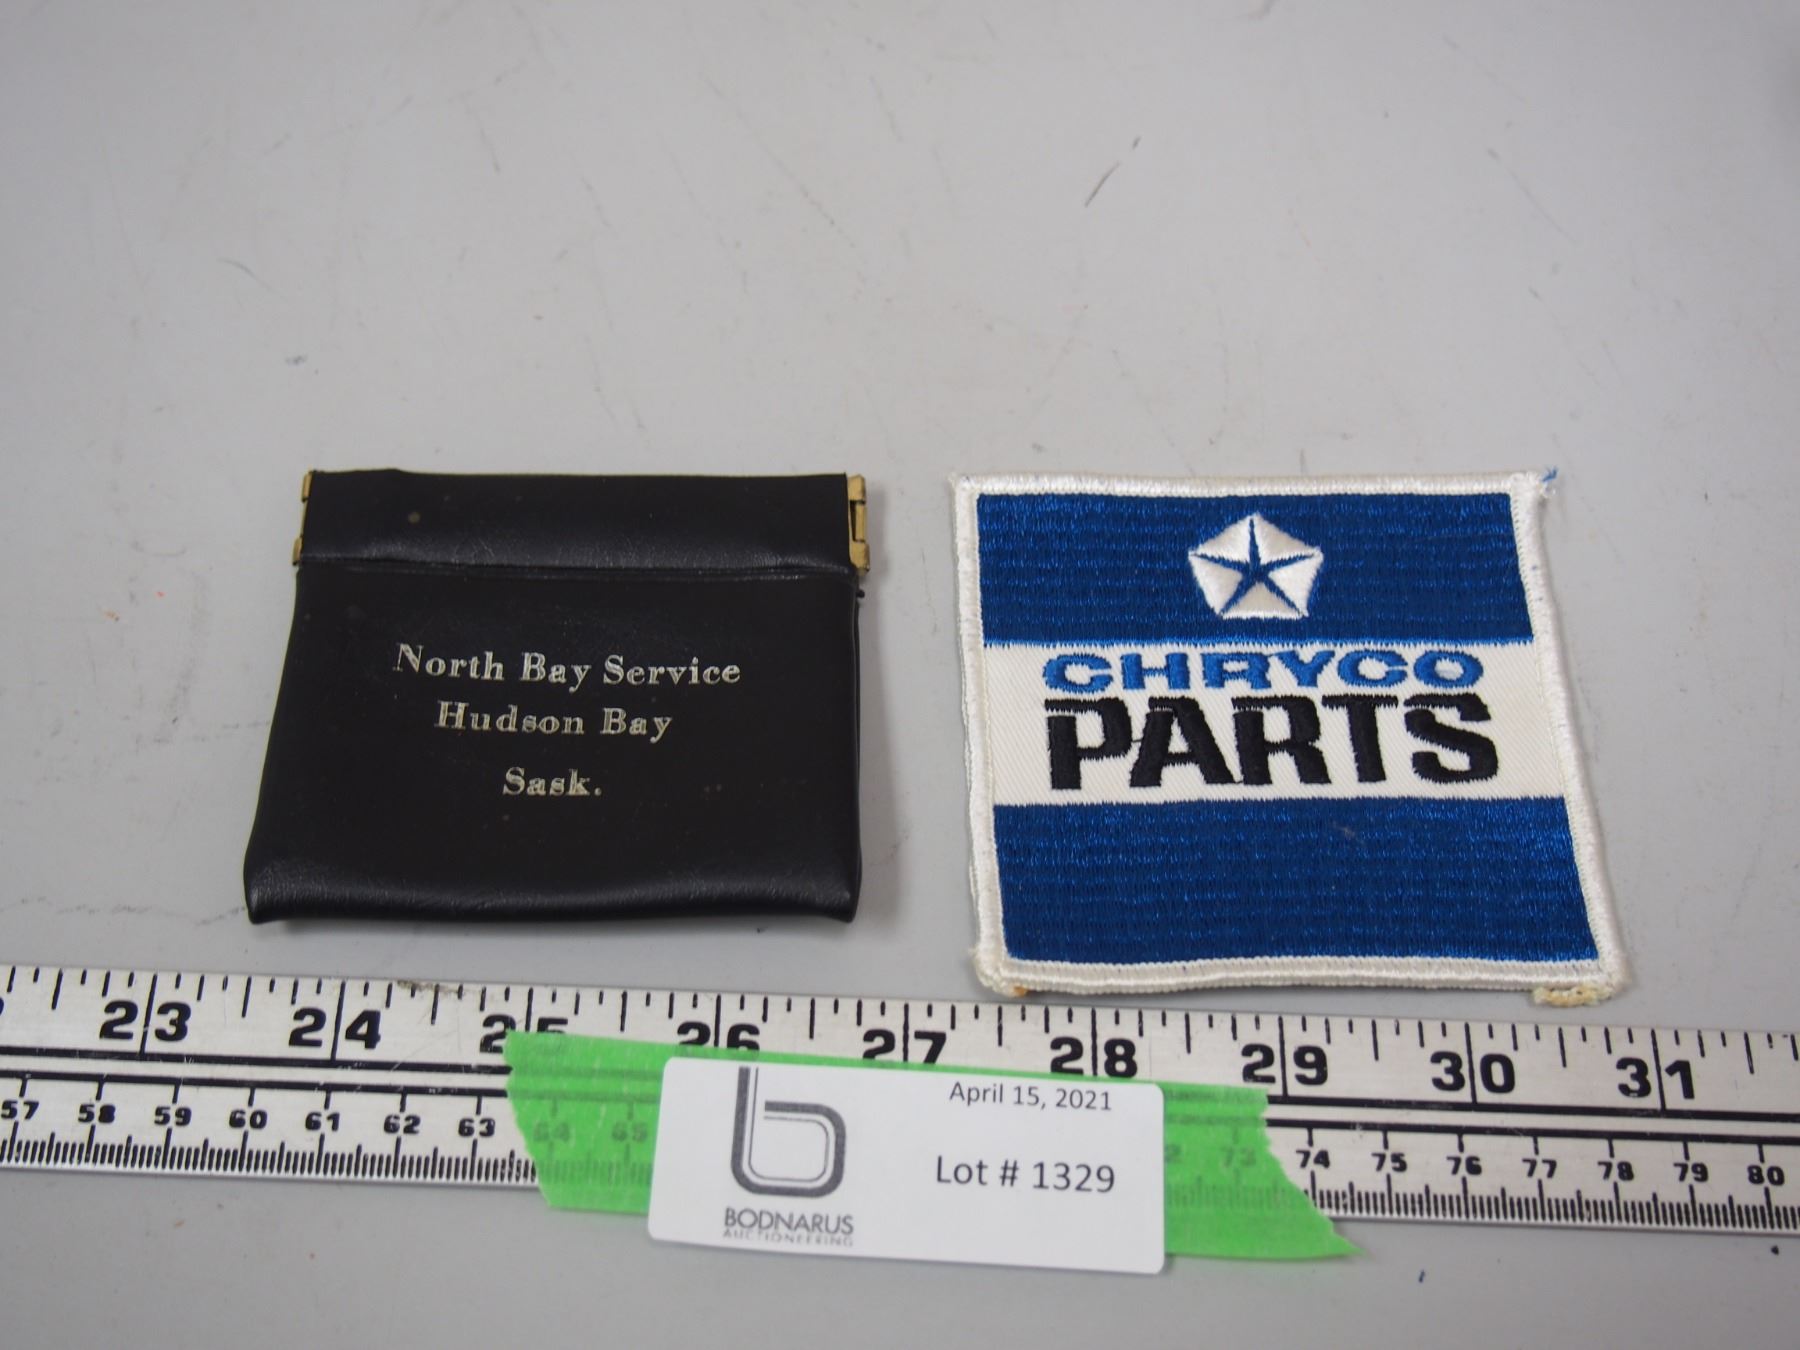 North Bay Service
Hudson Bay
Sask.
CHRYCO
PARTS
23 24 25 26 27 28 29 30 31
57 58 59 60 61 62 63 64 65 73 74 75 76 77 78 79 80
April 15, 2021
Lot # 1329
BODNARUS
AUCTIONEERING